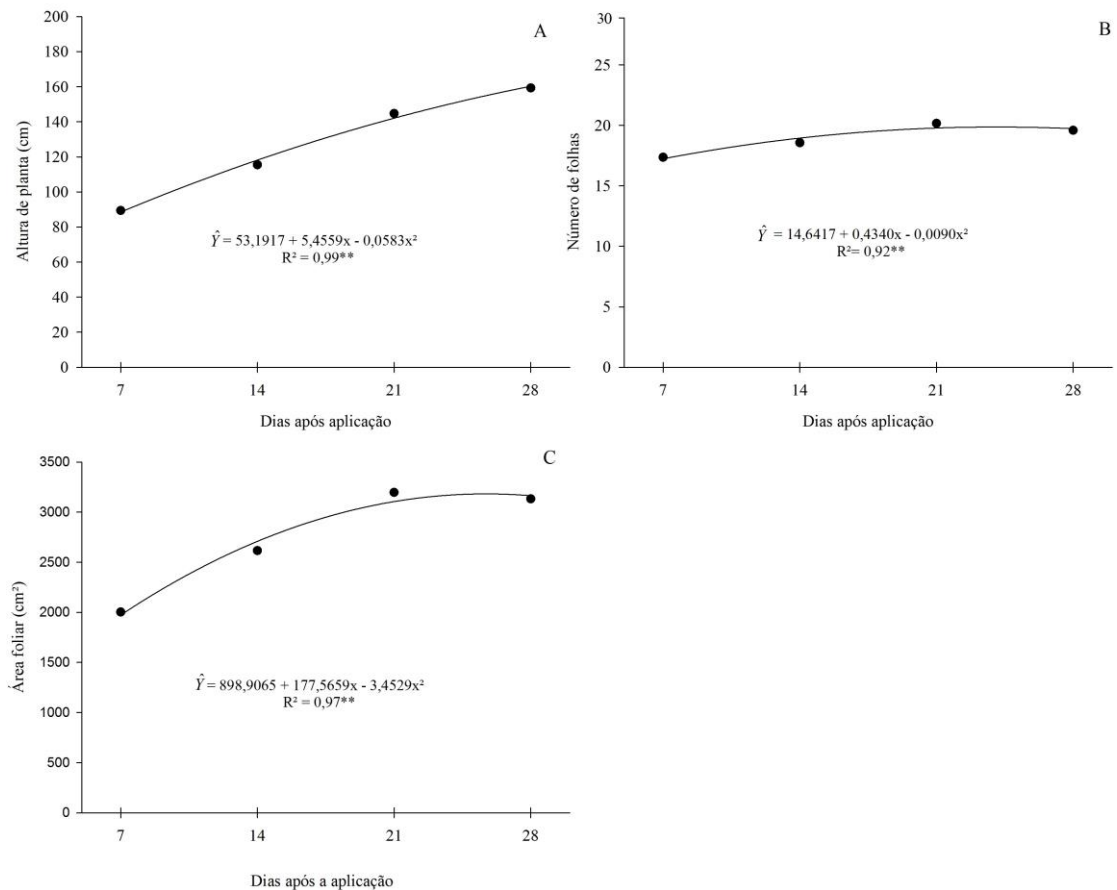 A
Altura de planta (cm)
200
180
160
140
120
100
80
60
40
20
0
Ŷ = 53,1917 + 5,4559x - 0,0583x²
R² = 0,99**
7 14 21 28
Dias após aplicação
B
Número de folhas
30
25
20
15
10
5
0
Ŷ = 14,6417 + 0,4340x - 0,0090x²
R²= 0,92**
7 14 21 28
Dias após aplicação
C
Área foliar (cm²)
3500
3000
2500
2000
1500
1000
500
0
Ŷ = 898,9065 + 177,5659x - 3,4529x²
R² = 0,97**
7 14 21 28
Dias após a aplicação